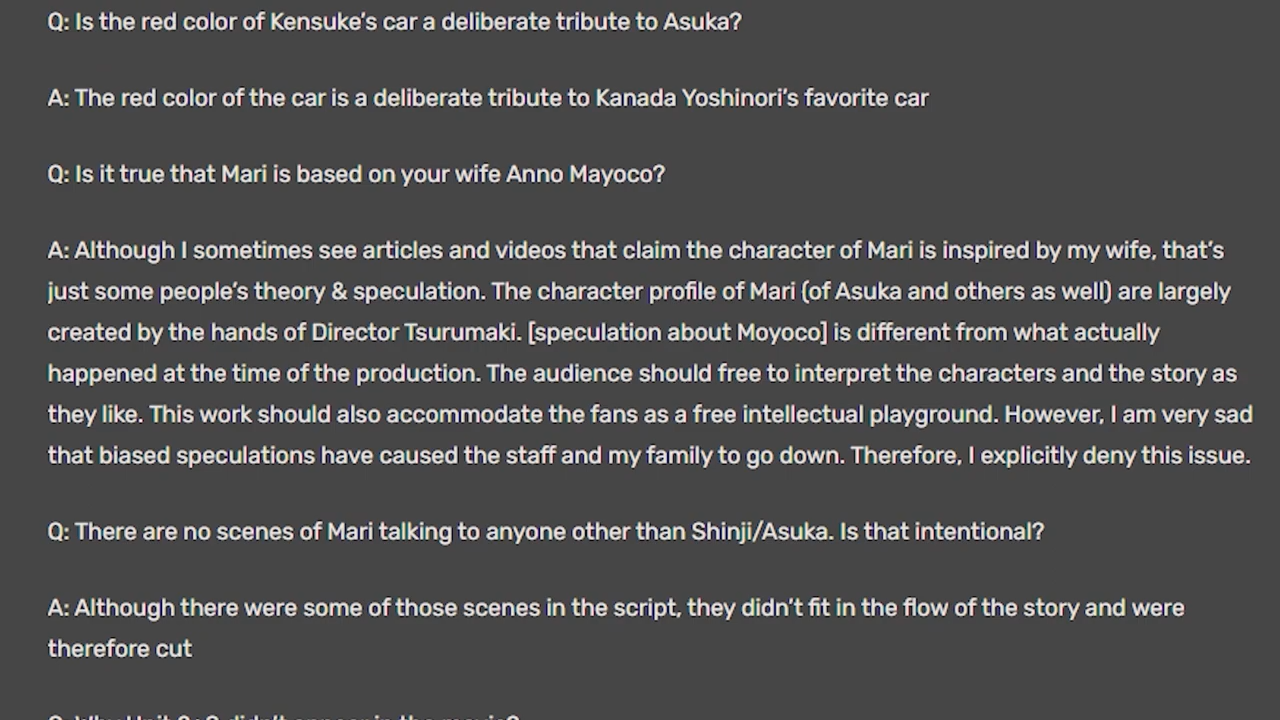 Q: Is the red color of Kensuke's car a deliberate tribute to Asuka?
A: The red color of the car is a deliberate tribute to Kanada Yoshinori's favorite car
Q: Is it true that Mari is based on your wife Anno Mayoco?
A: Although I sometimes see articles and videos that claim the character of Mari is inspired by my wife, that's
just some people's theory & speculation. The character profile of Mari (of Asuka and others as well) are largely
created by the hands of Director Tsurumaki. [speculation about Moyoco] is different from what actually
happened at the time of the production. The audience should free to interpret the characters and the story as
they like. This work should also accommodate the fans as a free intellectual playground. However, I am very sad
that biased speculations have caused the staff and my family to go down. Therefore, I explicitly deny this issue.
Q: There are no scenes of Mari talking to anyone other than Shinji/Asuka. Is that intentional?
A: Although there were some of those scenes in the script, they didn't fit in the flow of the story and were
therefore cut